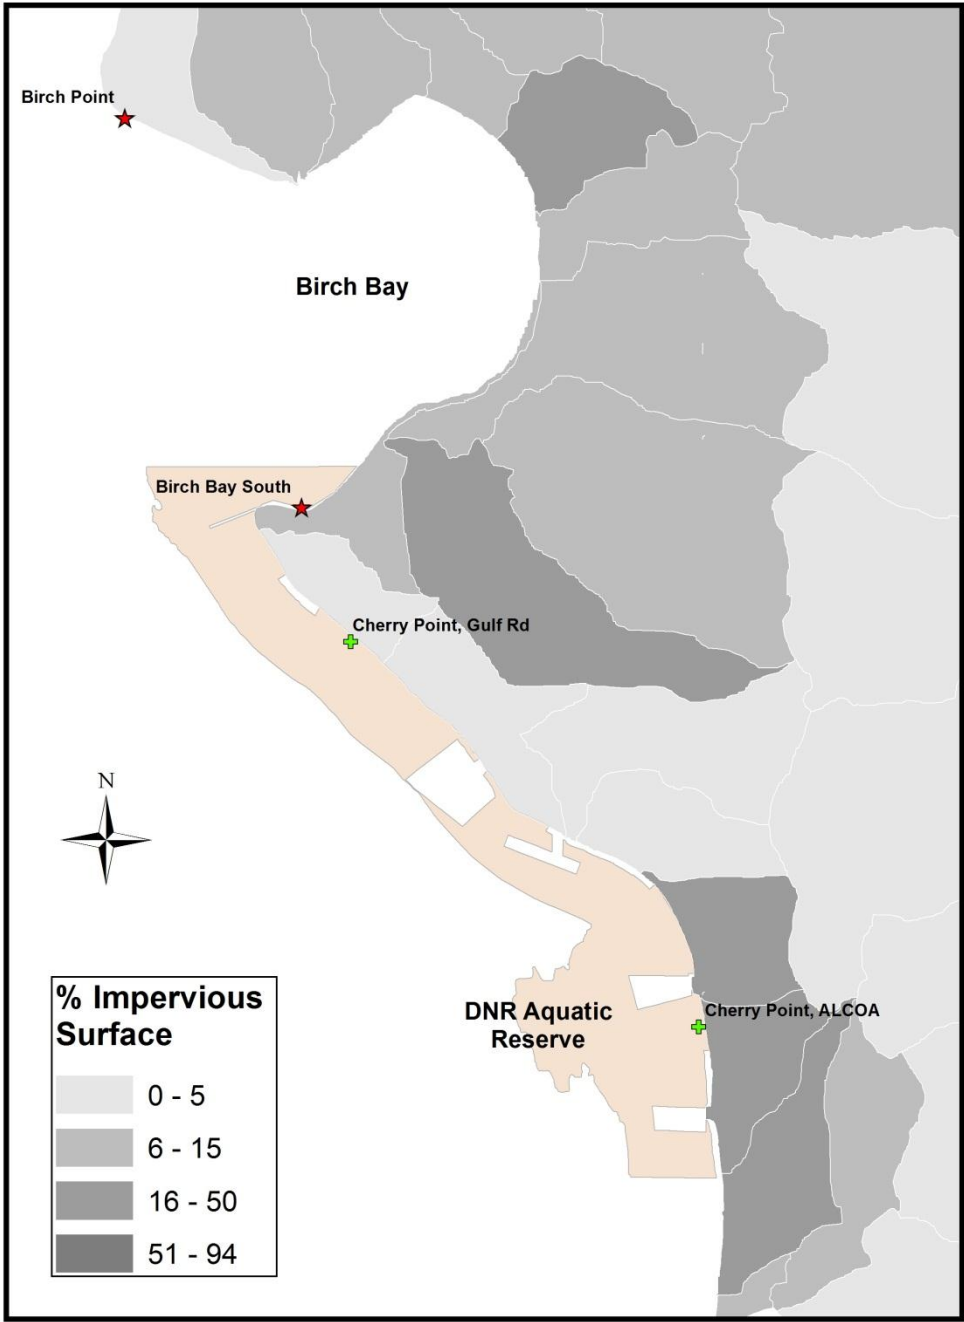 Birch Point
Birch Bay
Birch Bay South
Cherry Point, Gulf Rd
N
% Impervious
Surface
0 - 5
6 - 15
16 - 50
51 - 94
DNR Aquatic
Reserve
Cherry Point, ALCOA